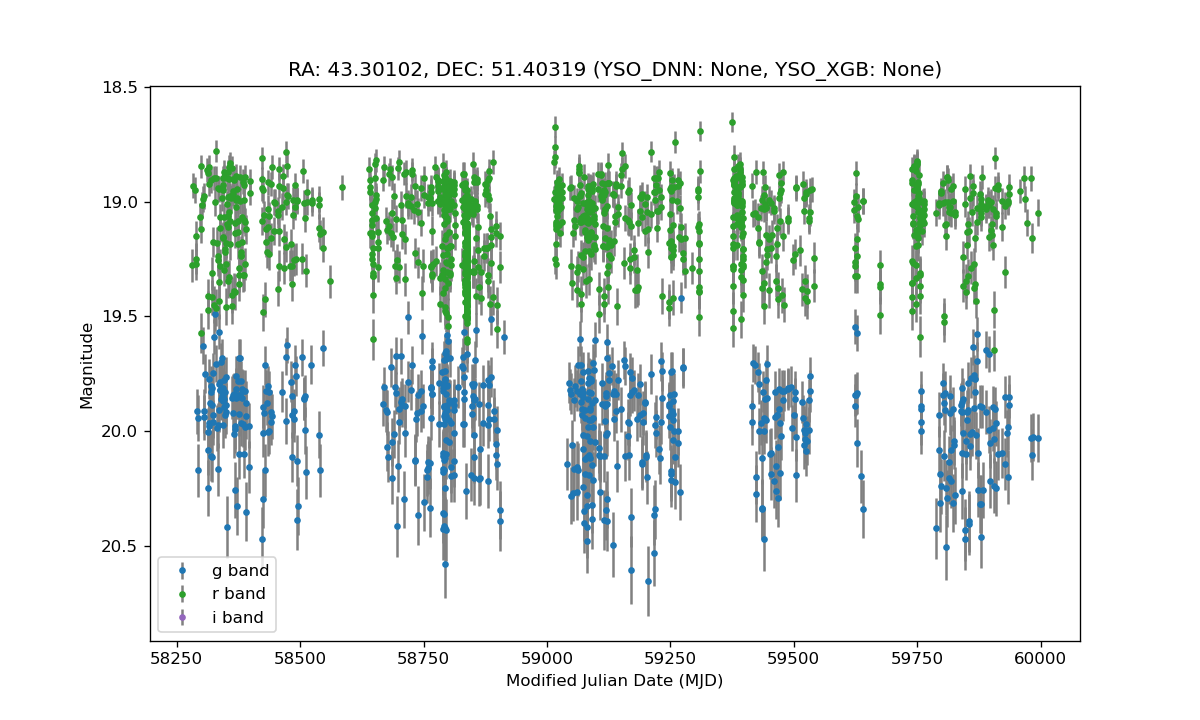 RA: 43.30102, DEC: 51.40319 (YSO_DNN: None, YSO_XGB: None)
18.5
19.0
19.5
20.0
20.5
Magnitude
g band
r band
i band
58250 58500 58750 59000 59250 59500 59750 60000
Modified Julian Date (MJD)